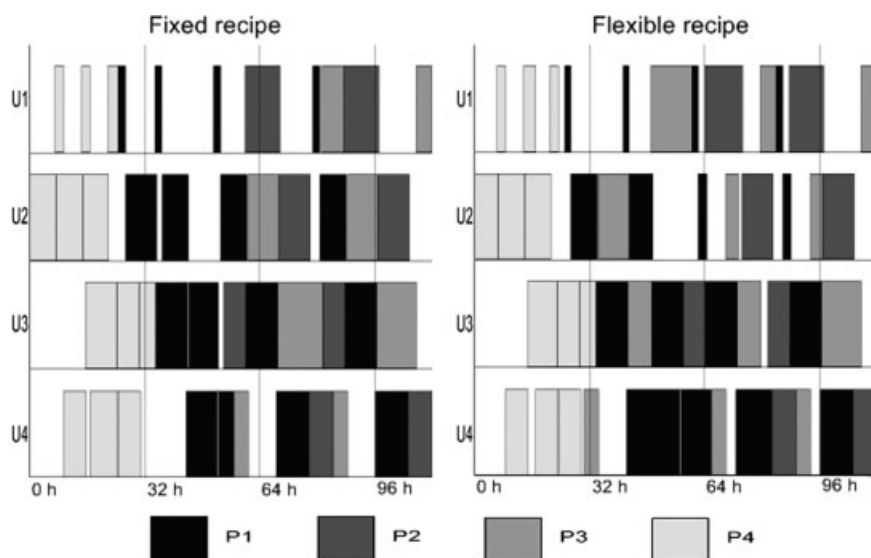 Fixed recipe Flexible recipe
U1 U1
U2 U2
U3 U3
U4 U4
0 h 32 h 64 h 96 h 0 h 32 h 64 h 96 h
P1 P2 P3 P4